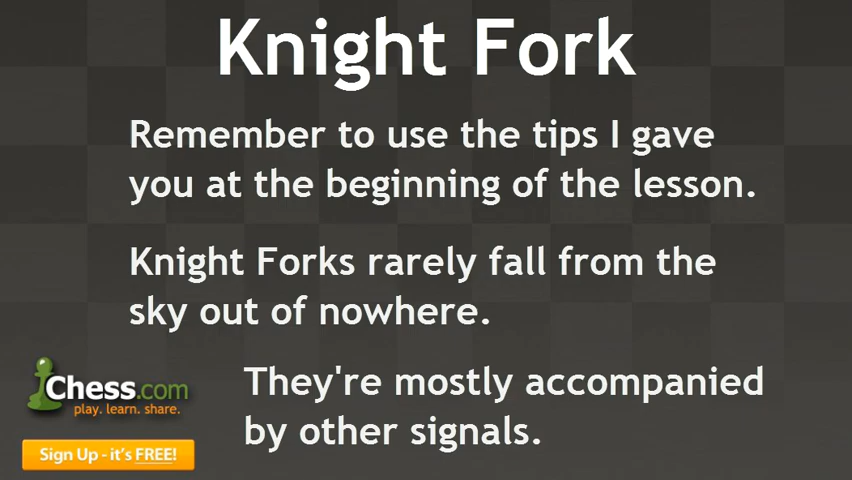 Knight Fork
Remember to use the tips I gave
you at the beginning of the lesson.
Knight Forks rarely fall from the
sky out of nowhere.
They're mostly accompanied
by other signals.
Chess.com
play. learn. share.
Sign Up - it's FREE!